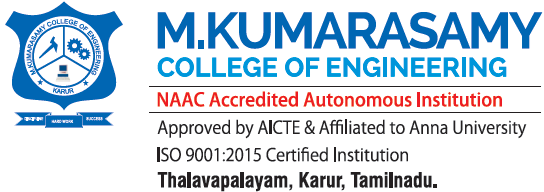 M.KUMARASAMY COLLEGE OF ENGINEERING
KARUR
HARD WORK
SUCCESS
M.KUMARASAMY
COLLEGE OF ENGINEERING
NAAC Accredited Autonomous Institution
Approved by AICTE & Affiliated to Anna University
ISO 9001:2015 Certified Institution
Thalavapalayam, Karur, Tamilnadu.